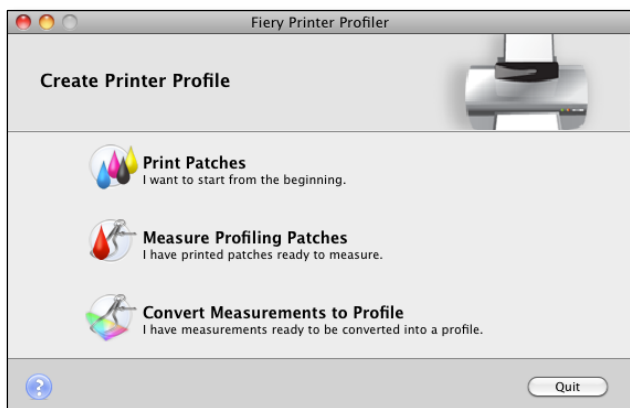 Fiery Printer Profiler
Create Printer Profile
Print Patches
I want to start from the beginning.
Measure Profiling Patches
I have printed patches ready to measure.
Convert Measurements to Profile
I have measurements ready to be converted into a profile.
?
Quit